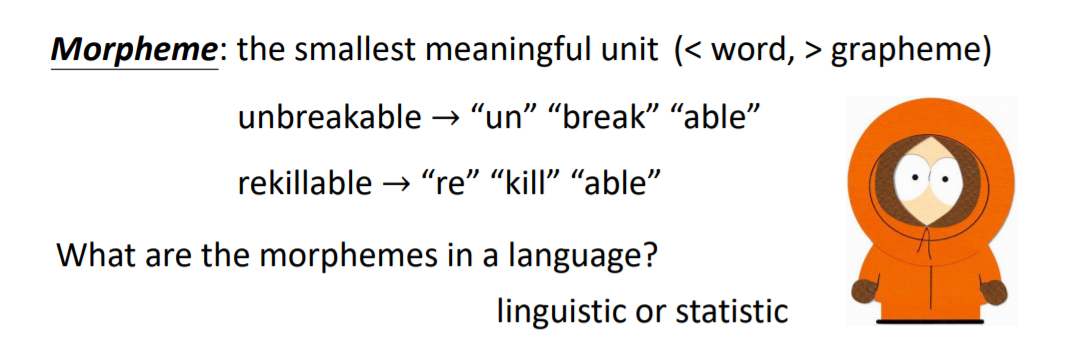 Morpheme: the smallest meaningful unit (< word, > grapheme)
unbreakable → “un” “break” “able”
rekillable → “re” “kill” “able”
What are the morphemes in a language?
linguistic or statistic